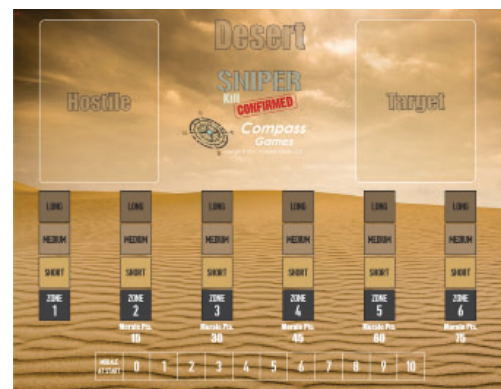 Desert
Hostile
SNIPER
Kill
CONFIRMED
Target
Compass
Games
LONG LONG LONG LONG LONG LONG
MEDIUM MEDIUM MEDIUM MEDIUM MEDIUM MEDIUM
SHORT SHORT SHORT SHORT SHORT SHORT
ZONE ZONE ZONE ZONE ZONE ZONE
1 2 3 4 5 6
Morale Pts. Morale Pts. Morale Pts. Morale Pts. Morale Pts.
15 30 45 60 75
AT START 0 1 2 3 4 5 6 7 8 9 10